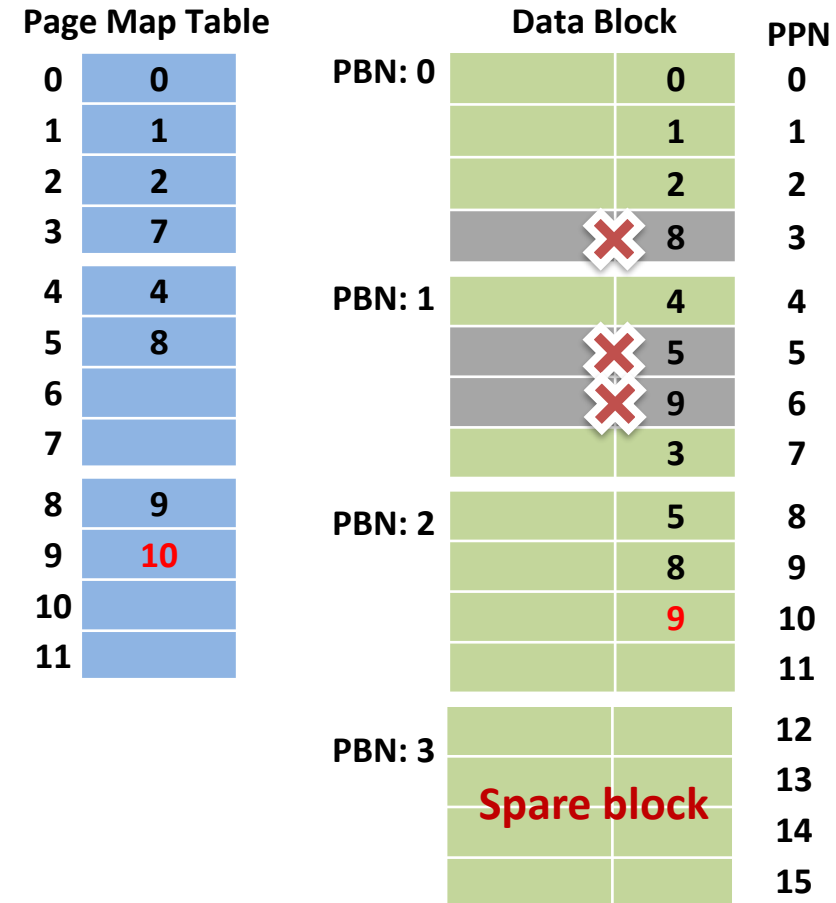 Page Map Table Data Block PPN
PBN: 0
0 0 0 0
1 1 1 1
2 2 2 2
3 7 8 3
PBN: 1
4 4 4 4
5 8 5 5
6 9 6
7 3 7
PBN: 2
8 9 5 8
9 10 8 9
10 9 10
11 11
PBN: 3
12
13
Spare block
14
15